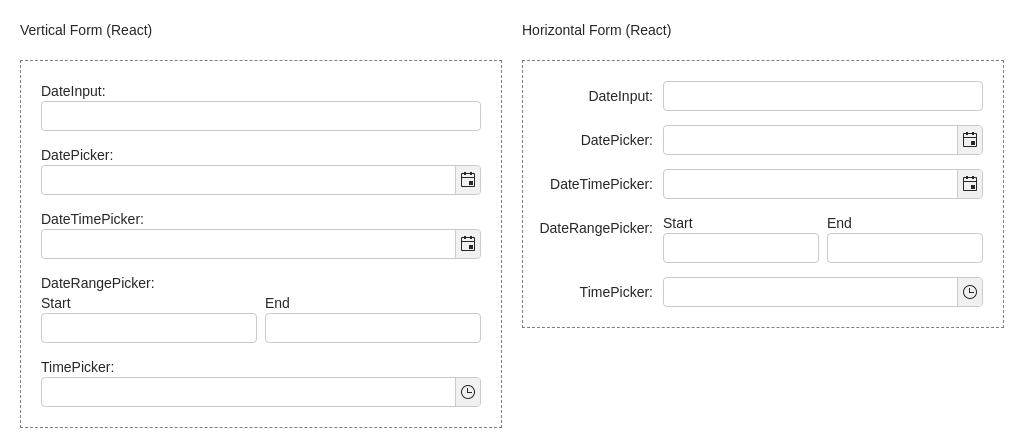 Vertical Form (React)
DateInput:
DatePicker:
DateTimePicker:
DateRangePicker:
Start End
TimePicker:
Horizontal Form (React)
DateInput:
DatePicker:
DateTimePicker:
DateRangePicker: Start End
TimePicker: